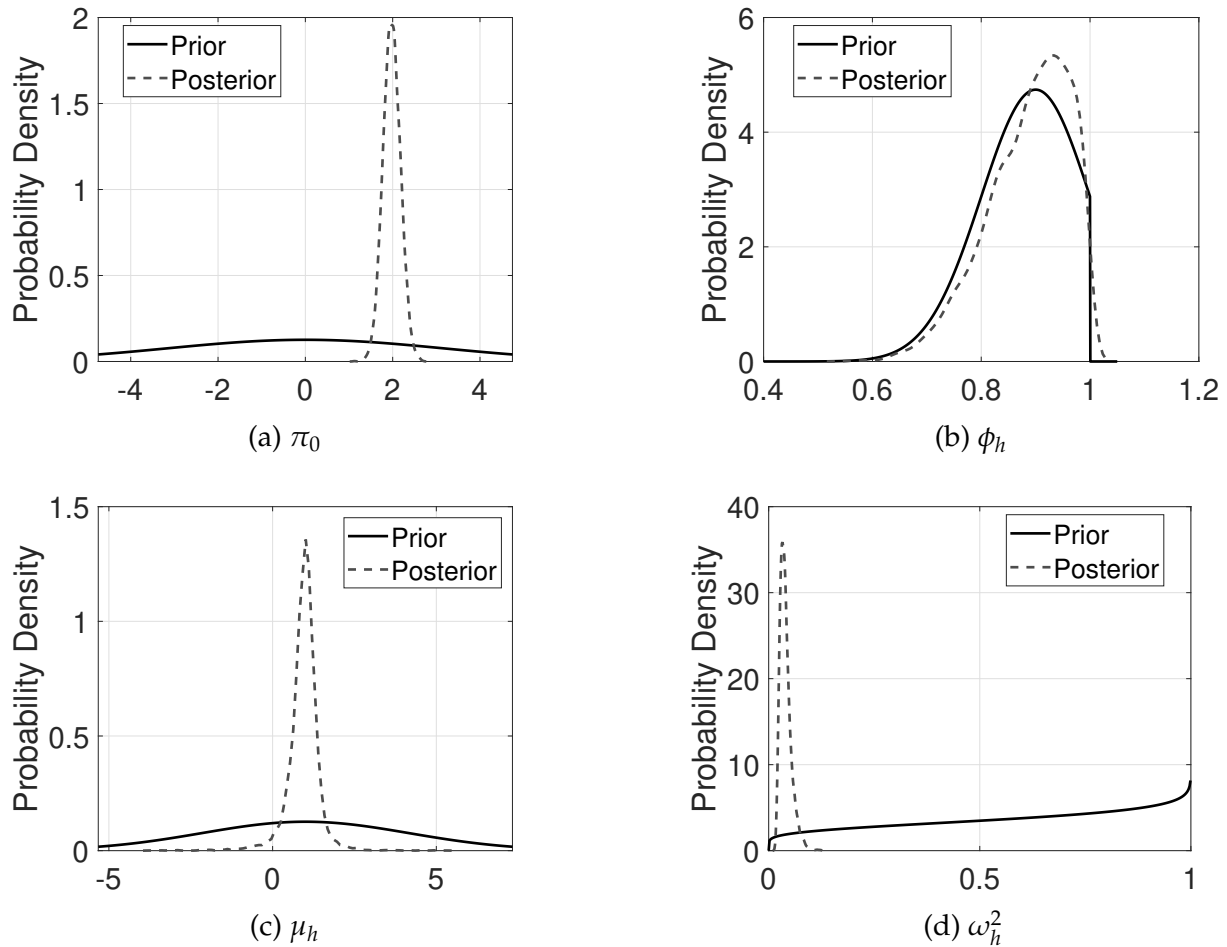 2
1.5
1
0.5
0
Probability Density
Prior
Posterior
-4 -2 0 2 4
(a) π₀
6
4
2
0
Probability Density
Prior
Posterior
0.4 0.6 0.8 1 1.2
(b) ϕₕ
1.5
1
0.5
0
Probability Density
Prior
Posterior
-5 0 5
(c) μₕ
40
30
20
10
0
Probability Density
Prior
Posterior
0 0.5 1
(d) ω²ₕ